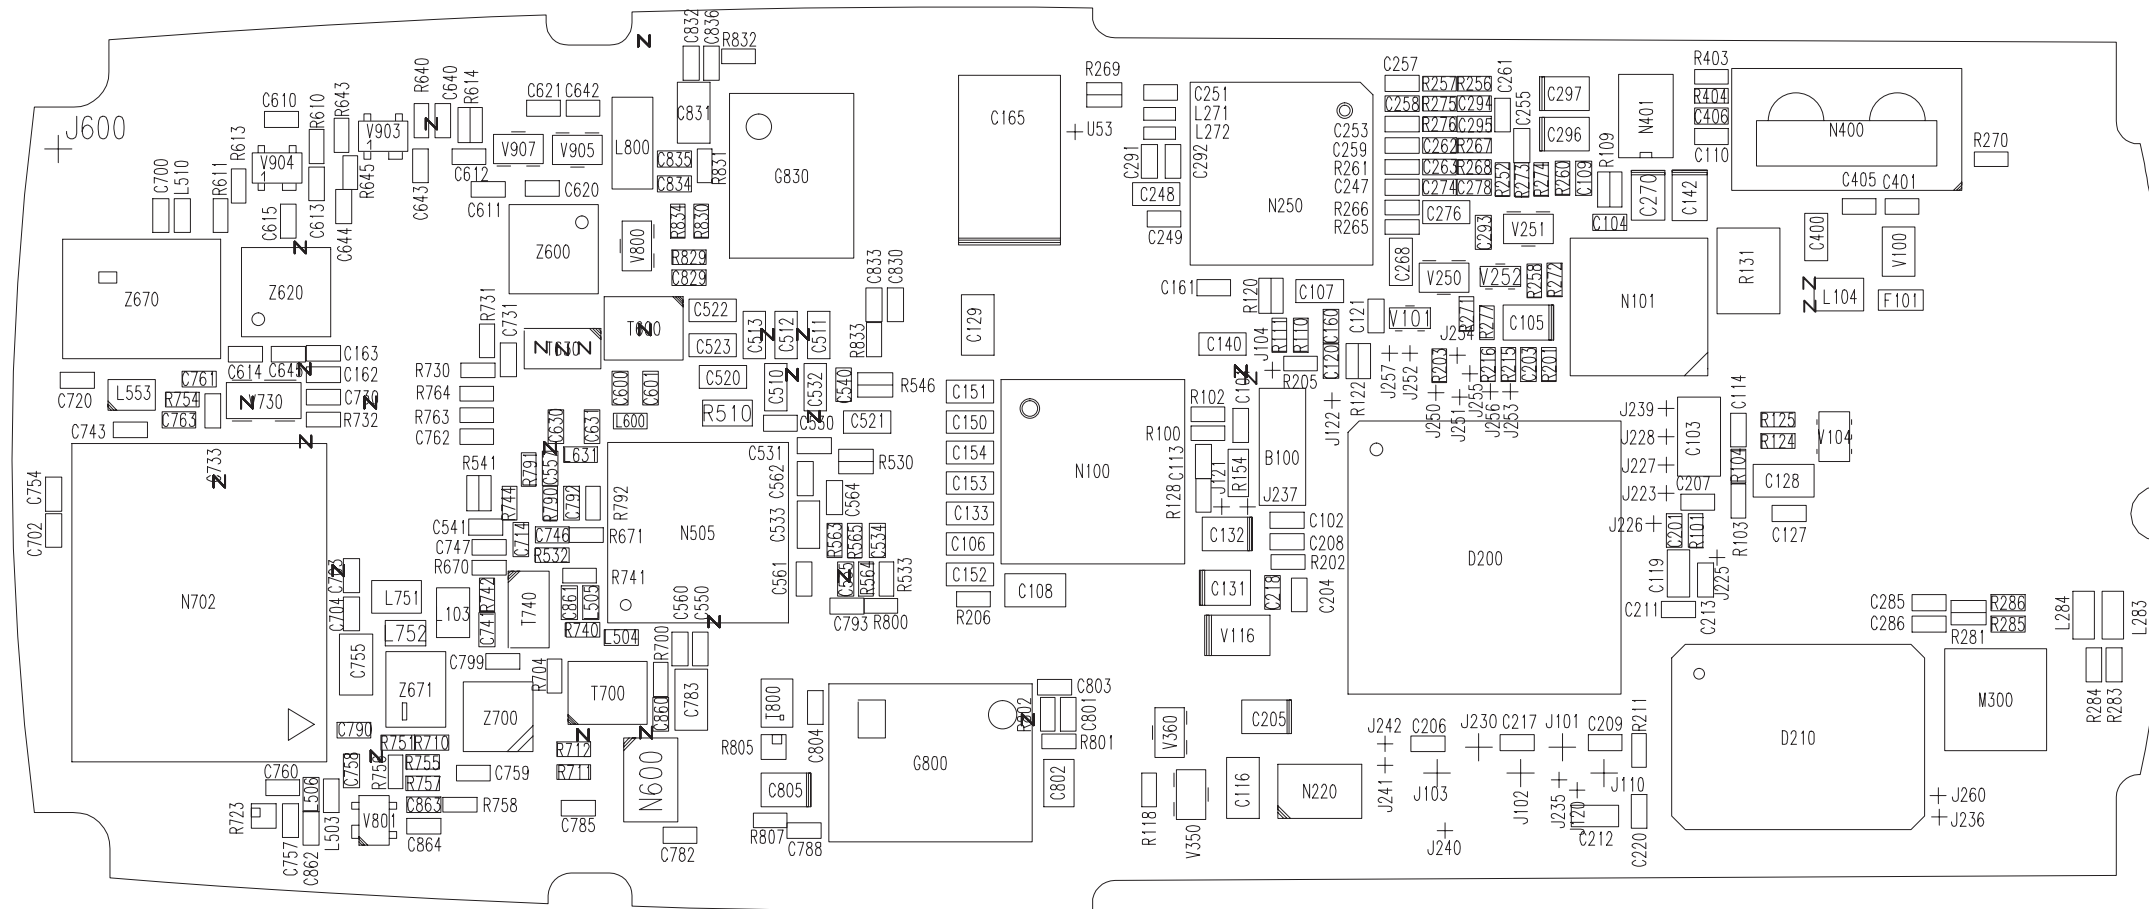 C832 C836 R832
R269 C257 R257 R256 C261 R403
C610 R610 R643 R640 C640 R614 C621 C642 C831 C165 C251 C258 R275 C294 C255 C297 R404
J600 V903 L800 U53 L271 R276 C295 C296 N401 C406 N400
R613 V904 V907 V905 C835 R831 L272 C253 C262 R267 R109 C110 R270
C700 L510 R611 R645 C643 C612 C620 C834 G830 C291 C292 C259 C263 R268
R261 C247 C274 C278 R252 R273 R274 R260 C109 C270 C142 C405 C401
C615 C613 C644 C611 R834 R830 C248 N250 R266 C276 C293 V251 C104
C249 R265
Z600 V800 R829 C829 C268 V250 V252 R258 R272 R131 C400 V100
Z670 Z620 C833 C830 C161 R120 C107 N101 L104 F101
R731 C731 C522 C129 C121 R271 R277 C105
T630 C523 C513 C512 C511 R833 C140 J104 R111 R110 C160 V101 J254
C614 C645 C163 R730 C120 R205 R122 J257 J252 R203 R216 R215 C203 R201
C720 L553 C761 C162 R764 C600 C601 C520 C510 C532 C540 R546 C151
R754 V730 C730 R763 R510 C521 C150 R102 J122 J250 J251 J255 J256 J253 J239 C103 C114 R125
C743 C763 R732 C762 C630 C631 L600 C530 R100 J228 R124 V104
C733 R541 R791 C557 L631 C531 R530 C154 N100 C113 J121 R154 B100 J227 R104
C754 R744 R790 C792 R792 C562 C564 C153 R128 J237 J223 C207 C128
C702 C541 C714 C746 R671 N505 C533 C133 C132 C102 J226 C201 R101 R103 C127
C747 R532 R563 R565 C534 C106 C208 D200
N702 C703 R670 R742 T740 R741 C561 C565 R564 R533 C152 C108 C131 R202 C119 J225
C704 L751 L103 C741 C861 L505 C560 C550 C793 R800 R206 C218 C204 C211 C213 C285 R286 L284 L283
L752 R740 L504 V116 C286 R281 R285
C755 C799 R704 R700
Z671 Z700 T700 C860 C783 T800 C803 M300 R284 R283
C790 R802 C801 V360 C205 J242 C206 J230 C217 J101 C209 R211 D210
R751 R710 R712 R805 C804 R801
C760 C758 R755 R711 G800 J241
R757 C759 N600 C805 C802 C116 N220 J103 J102 J235 J120 J110 J260
R723 L506 C863 R758 C785 J236
C757 C862 L503 V801 C864 C782 R807 C788 R118 V350 J240 C212 C220